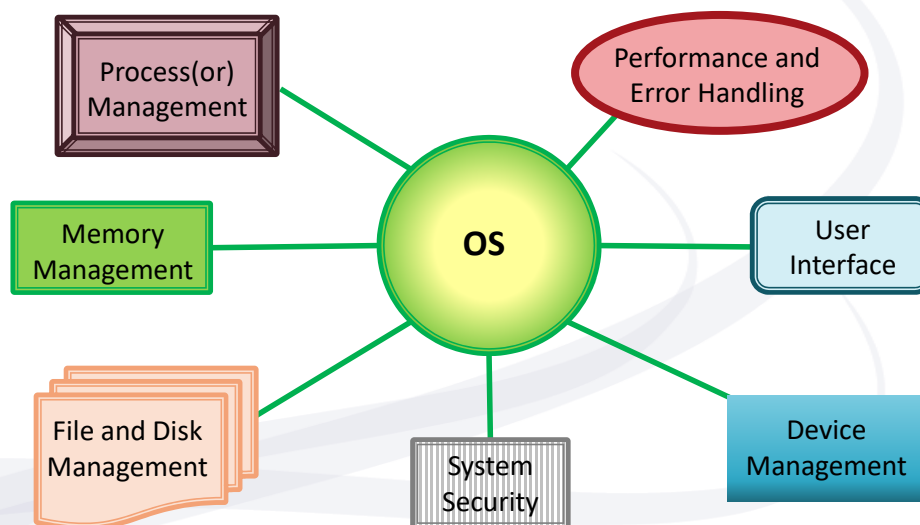 Process(or)
Management
Performance and
Error Handling
Memory
Management
OS
User
Interface
File and Disk
Management
System
Security
Device
Management